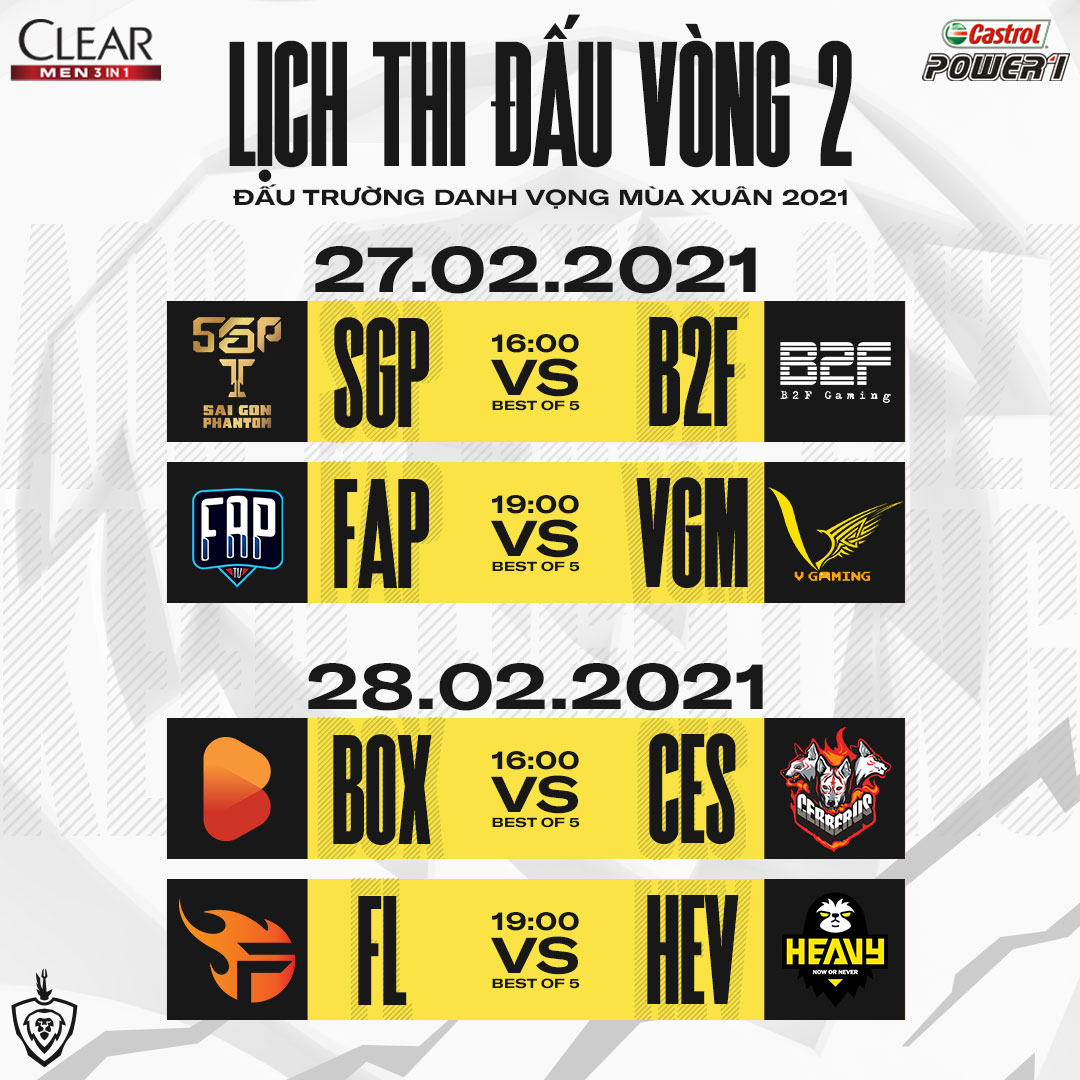 CLEAR
MEN 3 IN 1
Castrol
POWER1
LỊCH THI ĐẤU VÒNG 2
ĐẤU TRƯỜNG DANH VỌNG MÙA XUÂN 2021
27.02.2021
SGP
SAI GON
PHANTOM
SGP
16:00
VS
BEST OF 5
B2F
B2F
B2F Gaming
FAP
TV
FAP
19:00
VS
BEST OF 5
VGM
V GAMING
28.02.2021
BOX
16:00
VS
BEST OF 5
CES
CERBERUS
FL
19:00
VS
BEST OF 5
HEV
HEAVY
NOW OR NEVER